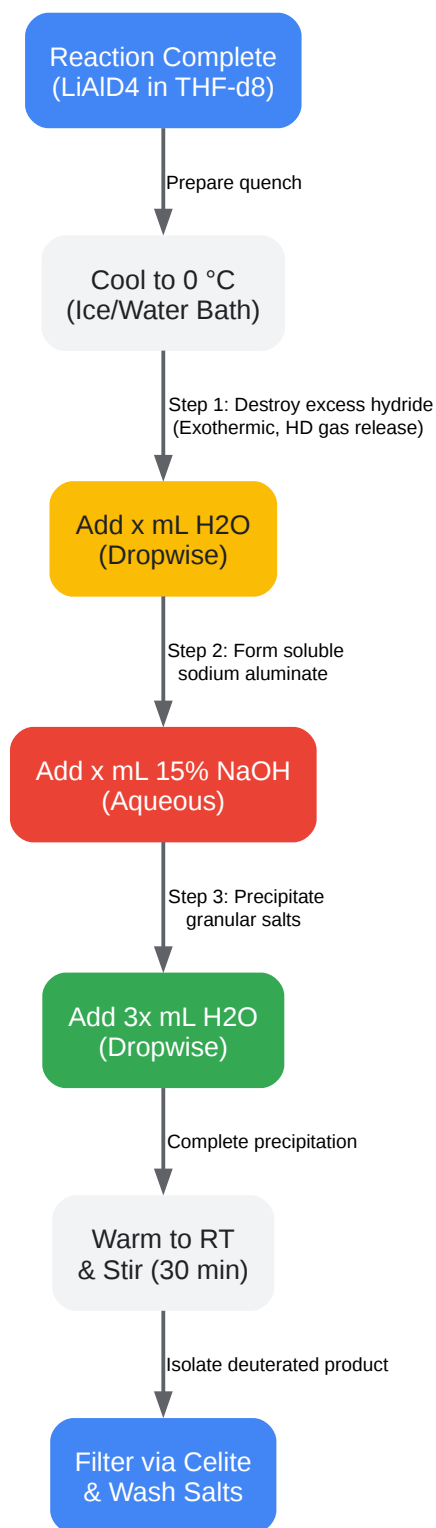 Reaction Complete
(LiAlD4 in THF-d8)
Prepare quench
Cool to 0 °C
(Ice/Water Bath)
Step 1: Destroy excess hydride
(Exothermic, HD gas release)
Add x mL H2O
(Dropwise)
Step 2: Form soluble
sodium aluminate
Add x mL 15% NaOH
(Aqueous)
Step 3: Precipitate
granular salts
Add 3x mL H2O
(Dropwise)
Complete precipitation
Warm to RT
& Stir (30 min)
Isolate deuterated product
Filter via Celite
& Wash Salts